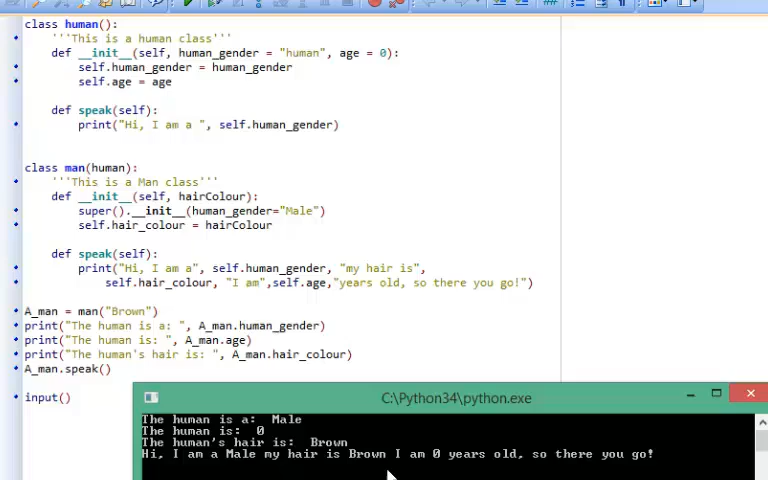 class human():
'''This is a human class'''
def __init__(self, human_gender = "human", age = 0):
self.human_gender = human_gender
self.age = age
def speak(self):
print("Hi, I am a ", self.human_gender)
class man(human):
'''This is a Man class'''
def __init__(self, hairColour):
super().__init__(human_gender="Male")
self.hair_colour = hairColour
def speak(self):
print("Hi, I am a", self.human_gender, "my hair is",
self.hair_colour, "I am",self.age,"years old, so there you go!")
A_man = man("Brown")
print("The human is a: ", A_man.human_gender)
print("The human is: ", A_man.age)
print("The human's hair is: ", A_man.hair_colour)
A_man.speak()
input()
C:\Python34\python.exe
The human is a:  Male
The human is:  0
The human's hair is:  Brown
Hi, I am a Male my hair is Brown I am 0 years old, so there you go!